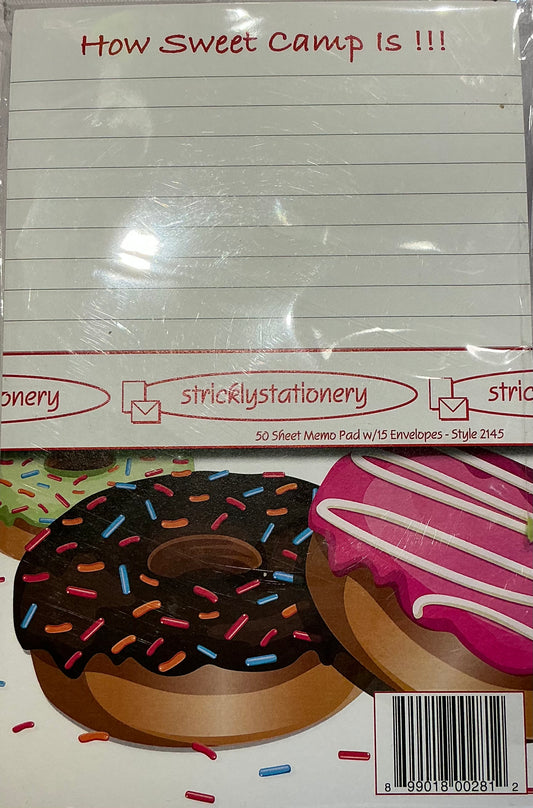 How Sweet Camp Is !!!
onery stricklystationery stric
50 Sheet Memo Pad w/15 Envelopes - Style 2145
8 99018 00281 2